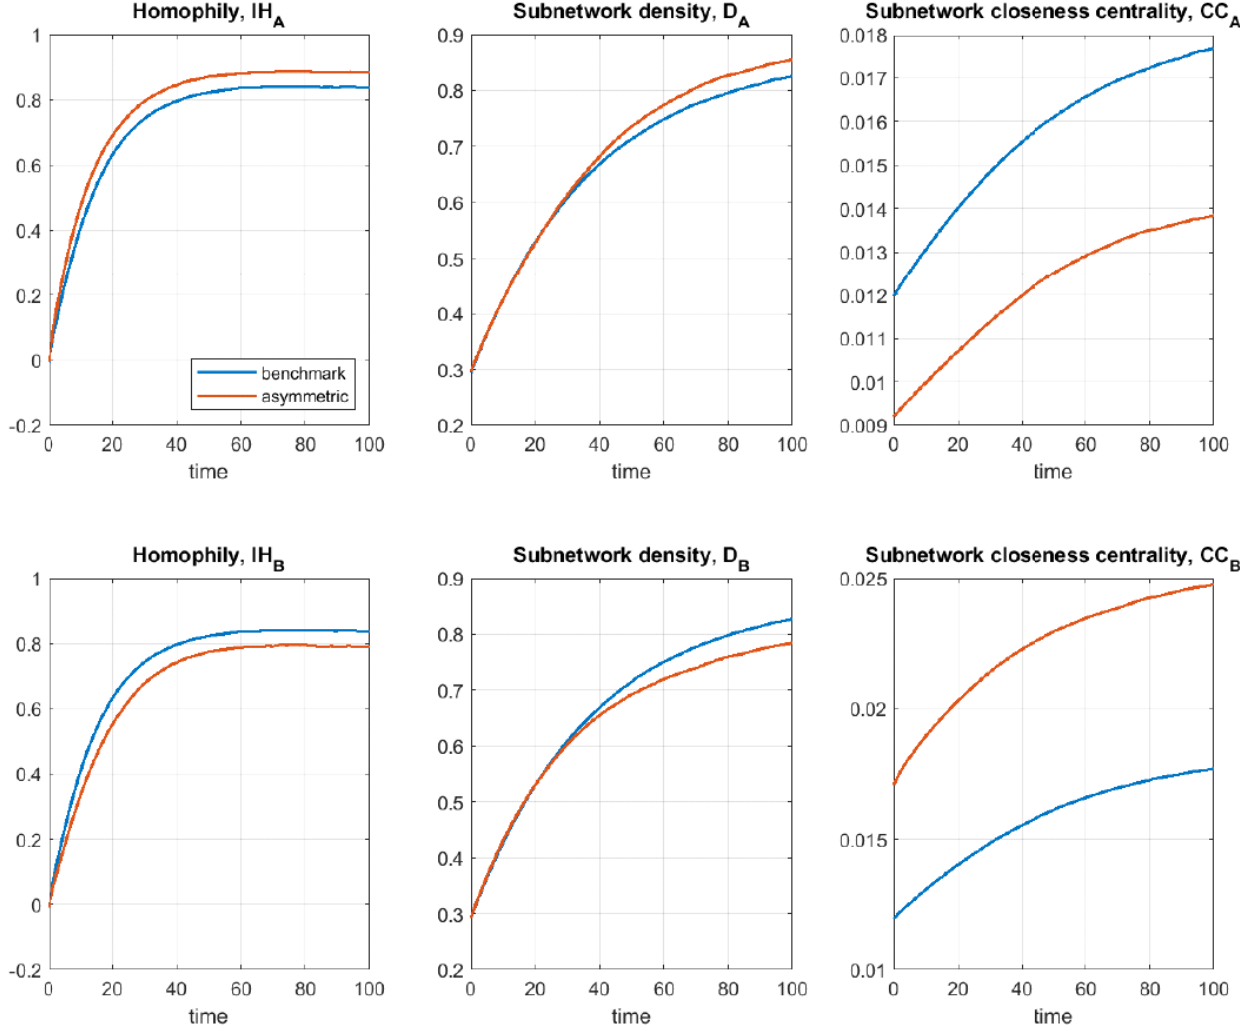 Homophily, IH_A
1
0.8
0.6
0.4
0.2
0
-0.2
0 20 40 60 80 100
time
benchmark
asymmetric
Subnetwork density, D_A
0.9
0.8
0.7
0.6
0.5
0.4
0.3
0.2
0 20 40 60 80 100
time
Subnetwork closeness centrality, CC_A
0.018
0.017
0.016
0.015
0.014
0.013
0.012
0.011
0.01
0.009
0 20 40 60 80 100
time
Homophily, IH_B
1
0.8
0.6
0.4
0.2
0
-0.2
0 20 40 60 80 100
time
Subnetwork density, D_B
0.9
0.8
0.7
0.6
0.5
0.4
0.3
0.2
0 20 40 60 80 100
time
Subnetwork closeness centrality, CC_B
0.025
0.02
0.015
0.01
0 20 40 60 80 100
time